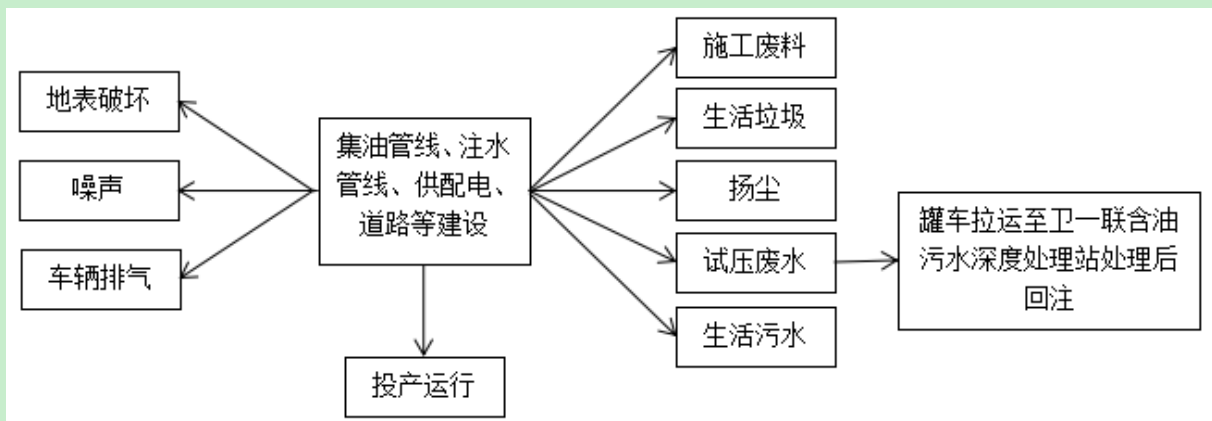 地表破坏
噪声
车辆排气
集油管线、注水
管线、供配电、
道路等建设
投产运行
施工废料
生活垃圾
扬尘
试压废水
生活污水
罐车拉运至卫一联含油
污水深度处理站处理后
回注